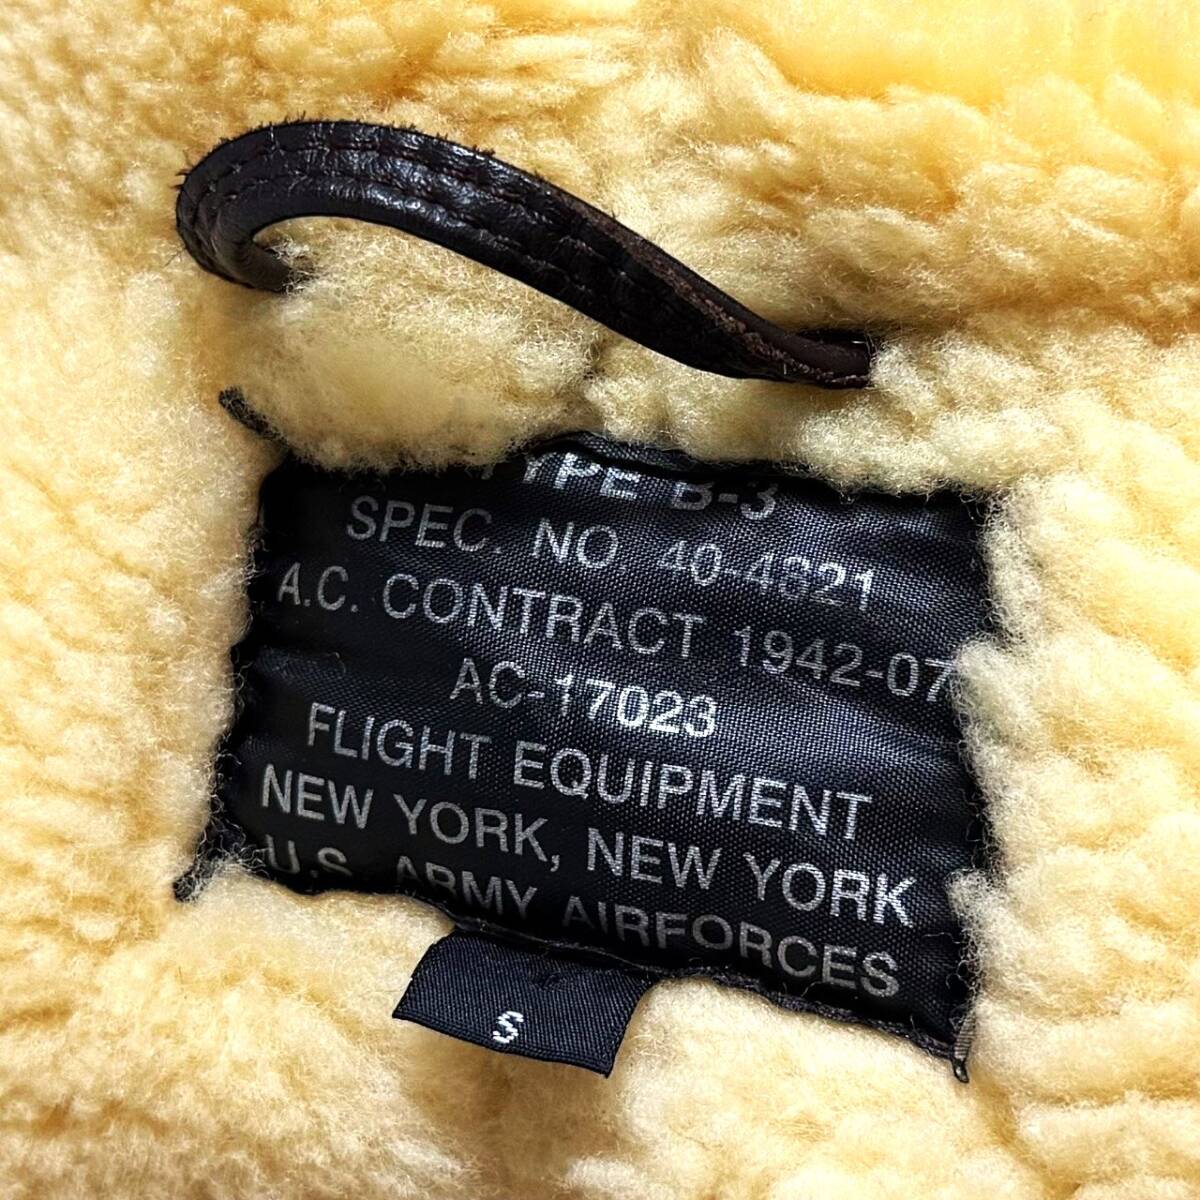 TYPE B-3
SPEC. NO. 40-4821
A.C. CONTRACT 1942-07
AC-17023
FLIGHT EQUIPMENT
NEW YORK, NEW YORK
U.S. ARMY AIRFORCES
S